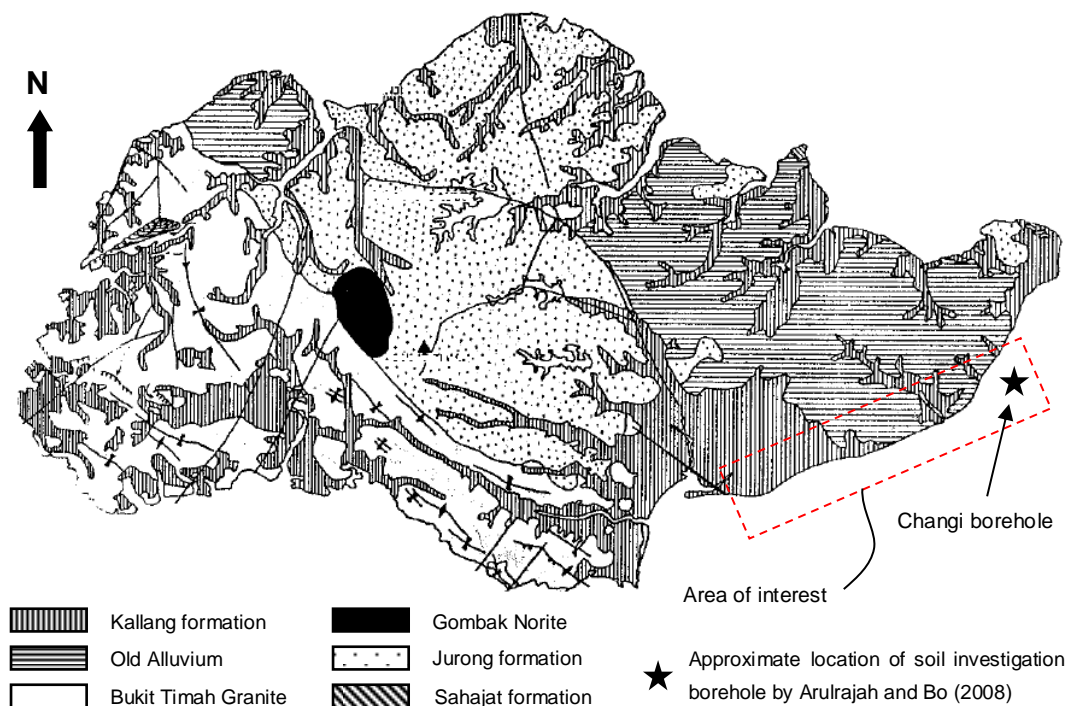 N
Changi borehole
Area of interest
Kallang formation
Gombak Norite
Old Alluvium
Jurong formation
Bukit Timah Granite
Sahajat formation
Approximate location of soil investigation
borehole by Arulrajah and Bo (2008)